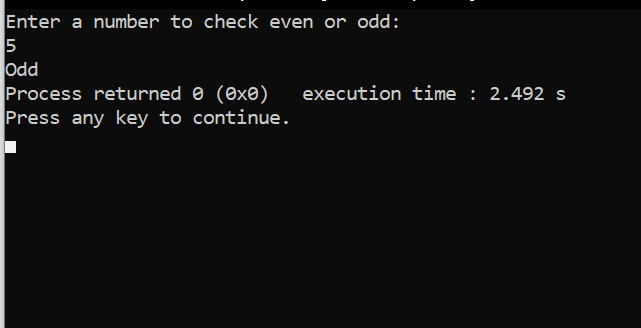 Enter a number to check even or odd:
5
Odd
Process returned 0 (0x0)   execution time : 2.492 s
Press any key to continue.